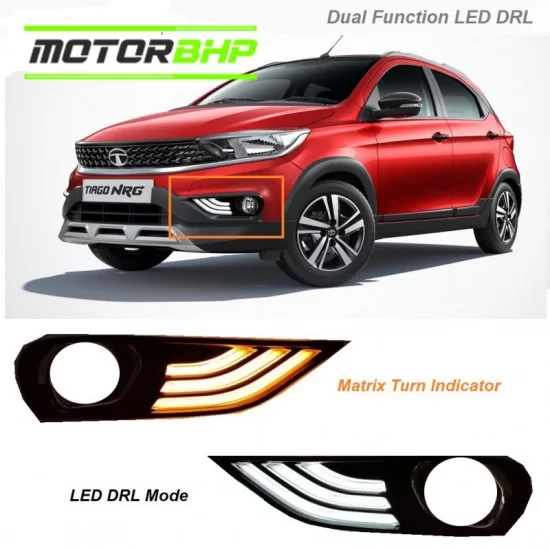 Dual Function LED DRL
MOTORBHP
TIAGO NRG
Matrix Turn Indicator
LED DRL Mode